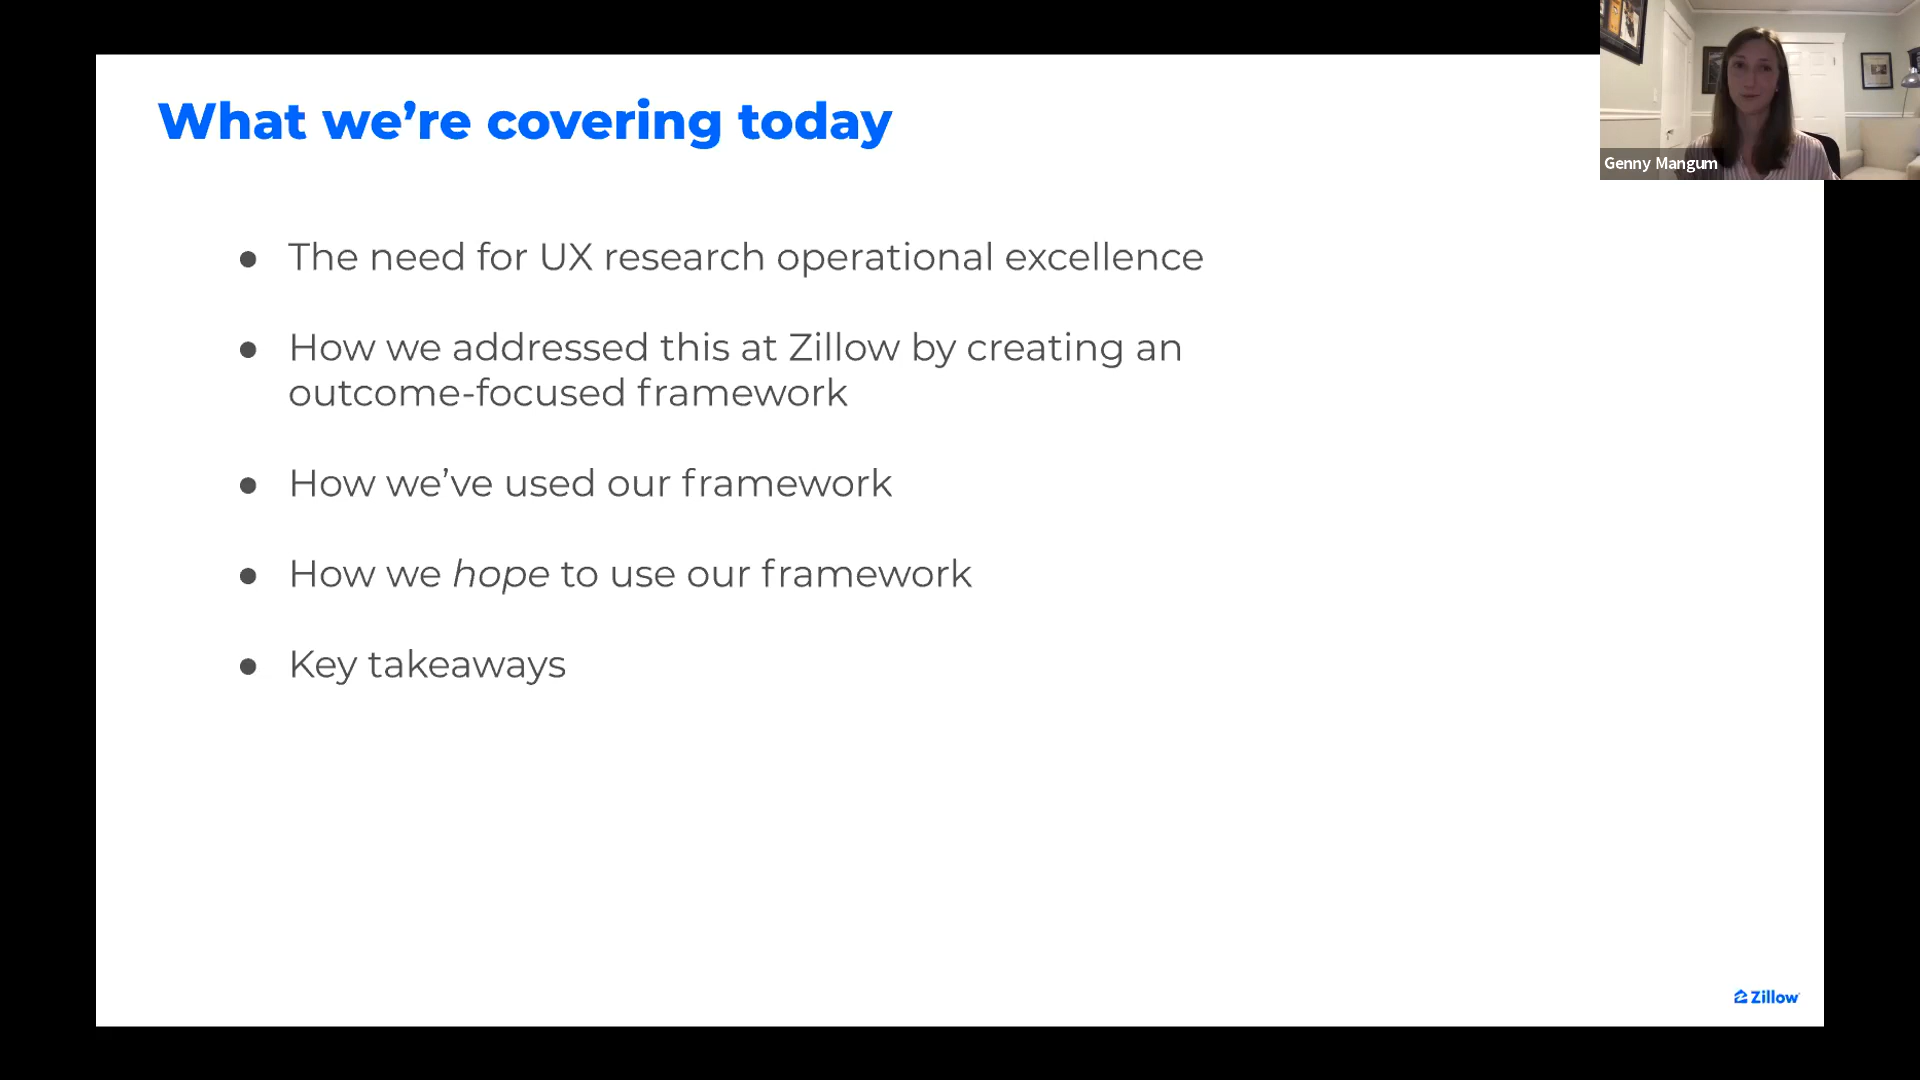 What we’re covering today
Genny Mangum
● The need for UX research operational excellence
● How we addressed this at Zillow by creating an
outcome-focused framework
● How we’ve used our framework
● How we hope to use our framework
● Key takeaways
Zillow